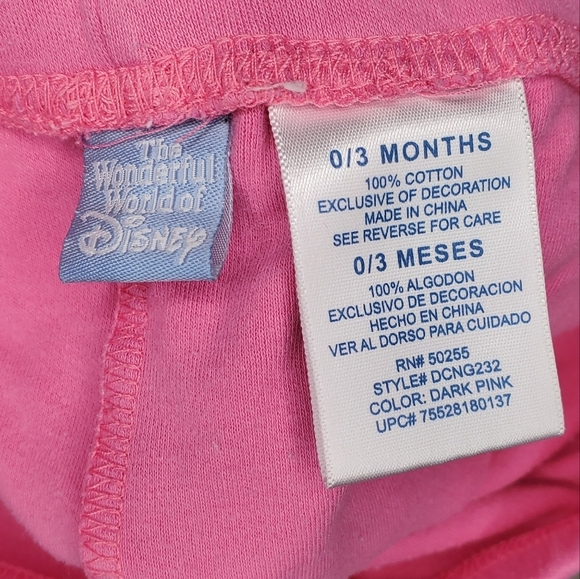 The
Wonderful
World of
Disney
0/3 MONTHS
100% COTTON
EXCLUSIVE OF DECORATION
MADE IN CHINA
SEE REVERSE FOR CARE
0/3 MESES
100% ALGODON
EXCLUSIVO DE DECORACION
HECHO EN CHINA
VER AL DORSO PARA CUIDADO
RN# 50255
STYLE# DCNG232
COLOR: DARK PINK
UPC# 75528180137